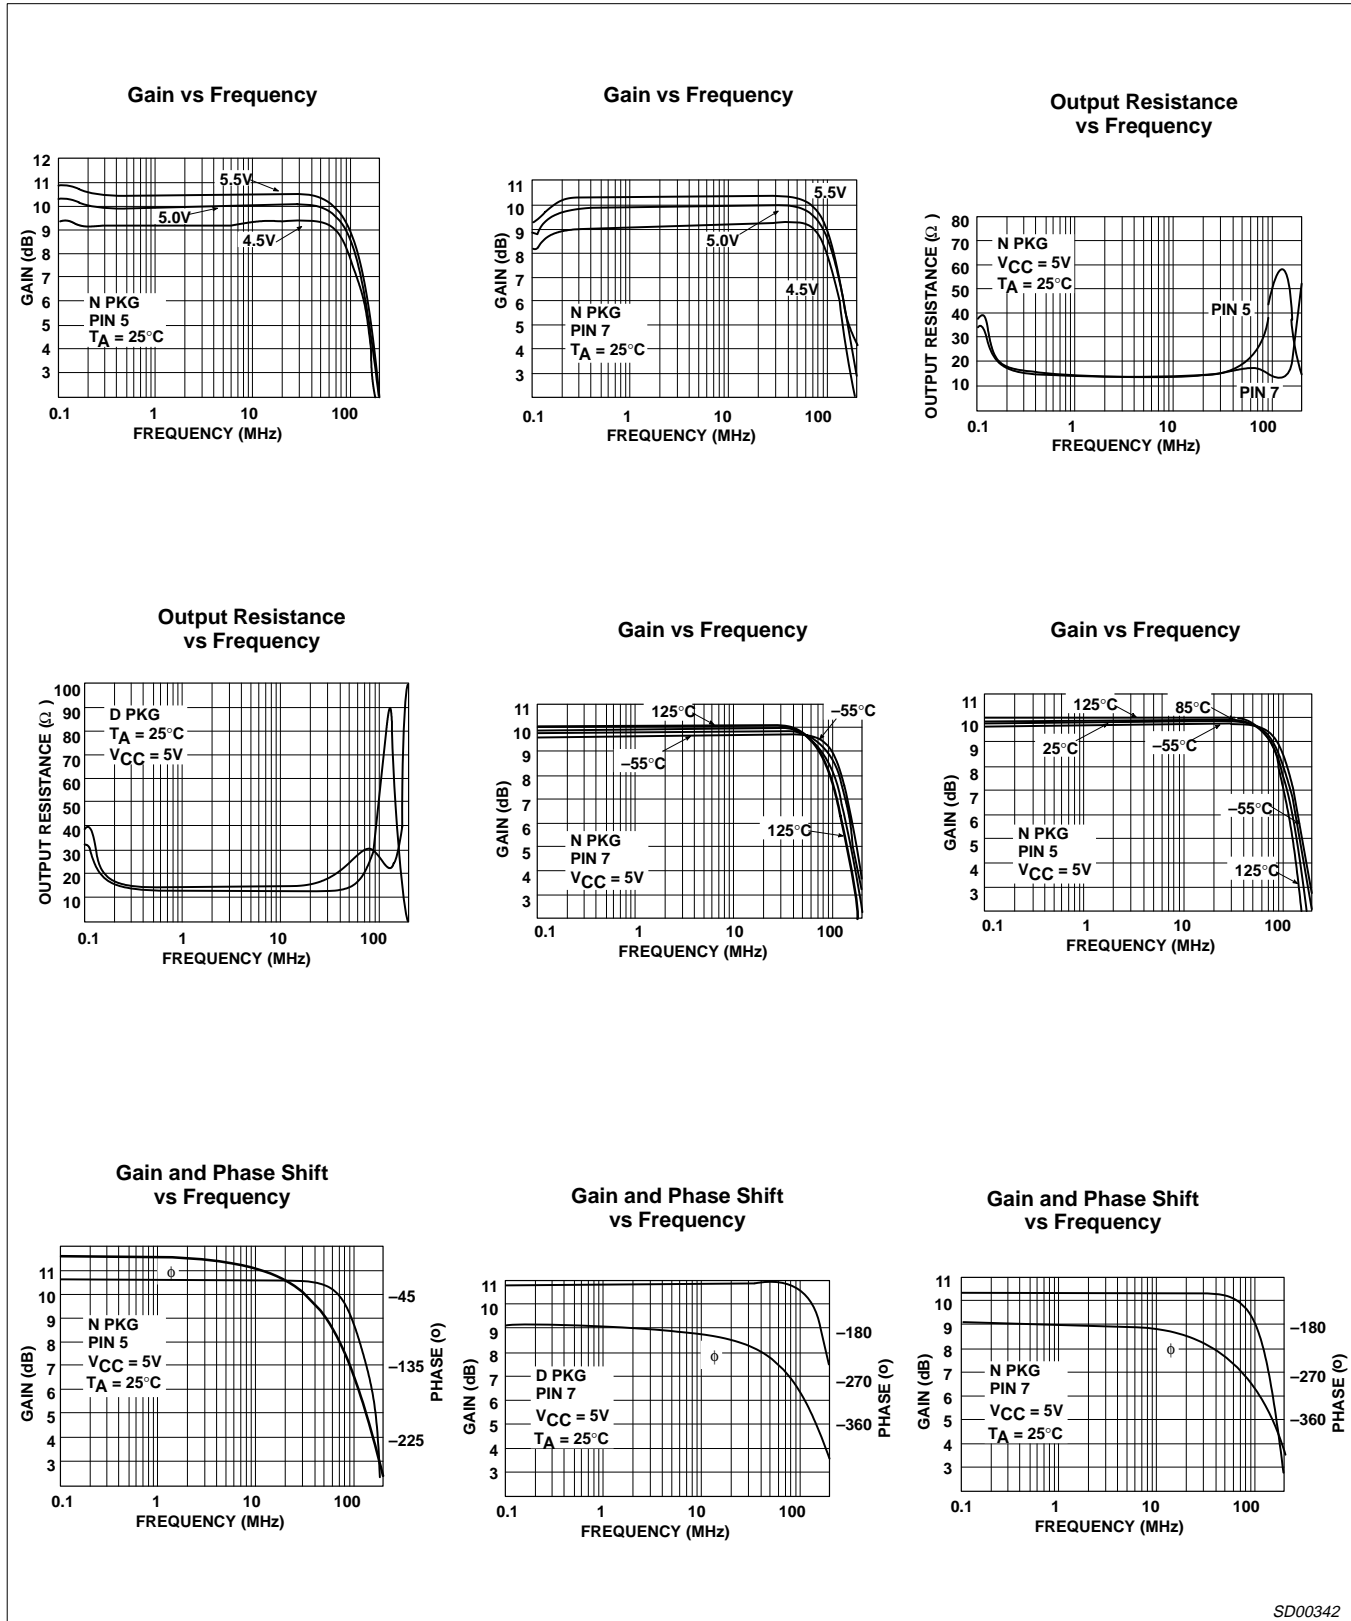 Gain vs Frequency
12
11
10
9
8
7
6
5
4
3
GAIN (dB)
5.5V
5.0V
4.5V
N PKG
PIN 5
TA = 25°C
0.1
1
10
100
FREQUENCY (MHz)
Gain vs Frequency
11
10
9
8
7
6
5
4
3
GAIN (dB)
5.5V
5.0V
4.5V
N PKG
PIN 7
TA = 25°C
0.1
1
10
100
FREQUENCY (MHz)
Output Resistance
vs Frequency
80
70
60
50
40
30
20
10
OUTPUT RESISTANCE (Ω)
N PKG
VCC = 5V
TA = 25°C
PIN 5
PIN 7
0.1
1
10
100
FREQUENCY (MHz)
Output Resistance
vs Frequency
100
90
80
70
60
50
40
30
20
10
OUTPUT RESISTANCE (Ω)
D PKG
TA = 25°C
VCC = 5V
0.1
1
10
100
FREQUENCY (MHz)
Gain vs Frequency
11
10
9
8
7
6
5
4
3
GAIN (dB)
125°C
–55°C
–55°C
125°C
N PKG
PIN 7
VCC = 5V
0.1
1
10
100
FREQUENCY (MHz)
Gain vs Frequency
11
10
9
8
7
6
5
4
3
GAIN (dB)
125°C
85°C
25°C
–55°C
–55°C
125°C
N PKG
PIN 5
VCC = 5V
0.1
1
10
100
FREQUENCY (MHz)
Gain and Phase Shift
vs Frequency
11
10
9
8
7
6
5
4
3
GAIN (dB)
ϕ
N PKG
PIN 5
VCC = 5V
TA = 25°C
–45
–135
–225
PHASE (o)
0.1
1
10
100
FREQUENCY (MHz)
Gain and Phase Shift
vs Frequency
11
10
9
8
7
6
5
4
3
GAIN (dB)
ϕ
D PKG
PIN 7
VCC = 5V
TA = 25°C
–180
–270
–360
PHASE (o)
0.1
1
10
100
FREQUENCY (MHz)
Gain and Phase Shift
vs Frequency
11
10
9
8
7
6
5
4
3
GAIN (dB)
ϕ
N PKG
PIN 7
VCC = 5V
TA = 25°C
–180
–270
–360
PHASE (o)
0.1
1
10
100
FREQUENCY (MHz)
SD00342